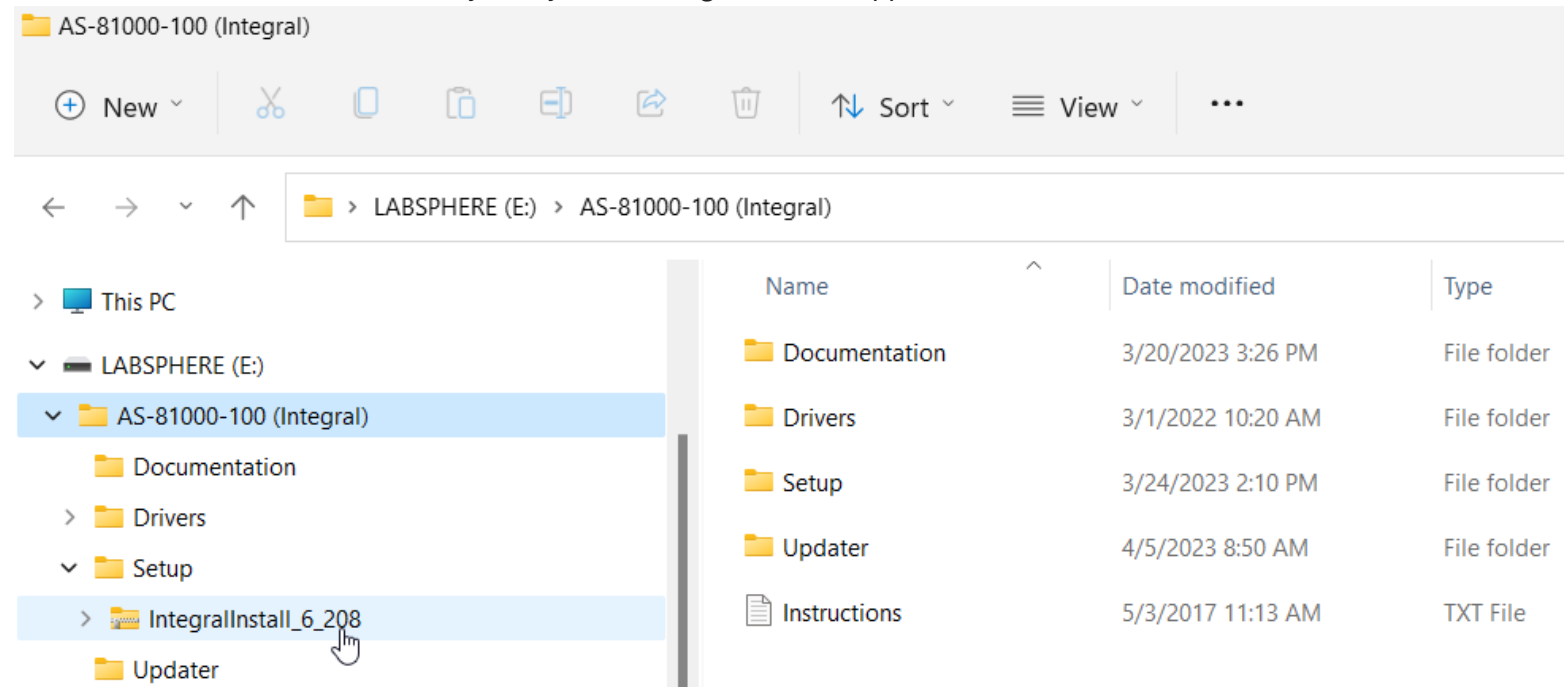 AS-81000-100 (Integral)
New Sort View
LABSPHERE (E:) > AS-81000-100 (Integral)
This PC
LABSPHERE (E:)
AS-81000-100 (Integral)
Documentation
Drivers
Setup
IntegralInstall_6_208
Updater
Name Date modified Type
Documentation 3/20/2023 3:26 PM File folder
Drivers 3/1/2022 10:20 AM File folder
Setup 3/24/2023 2:10 PM File folder
Updater 4/5/2023 8:50 AM File folder
Instructions 5/3/2017 11:13 AM TXT File